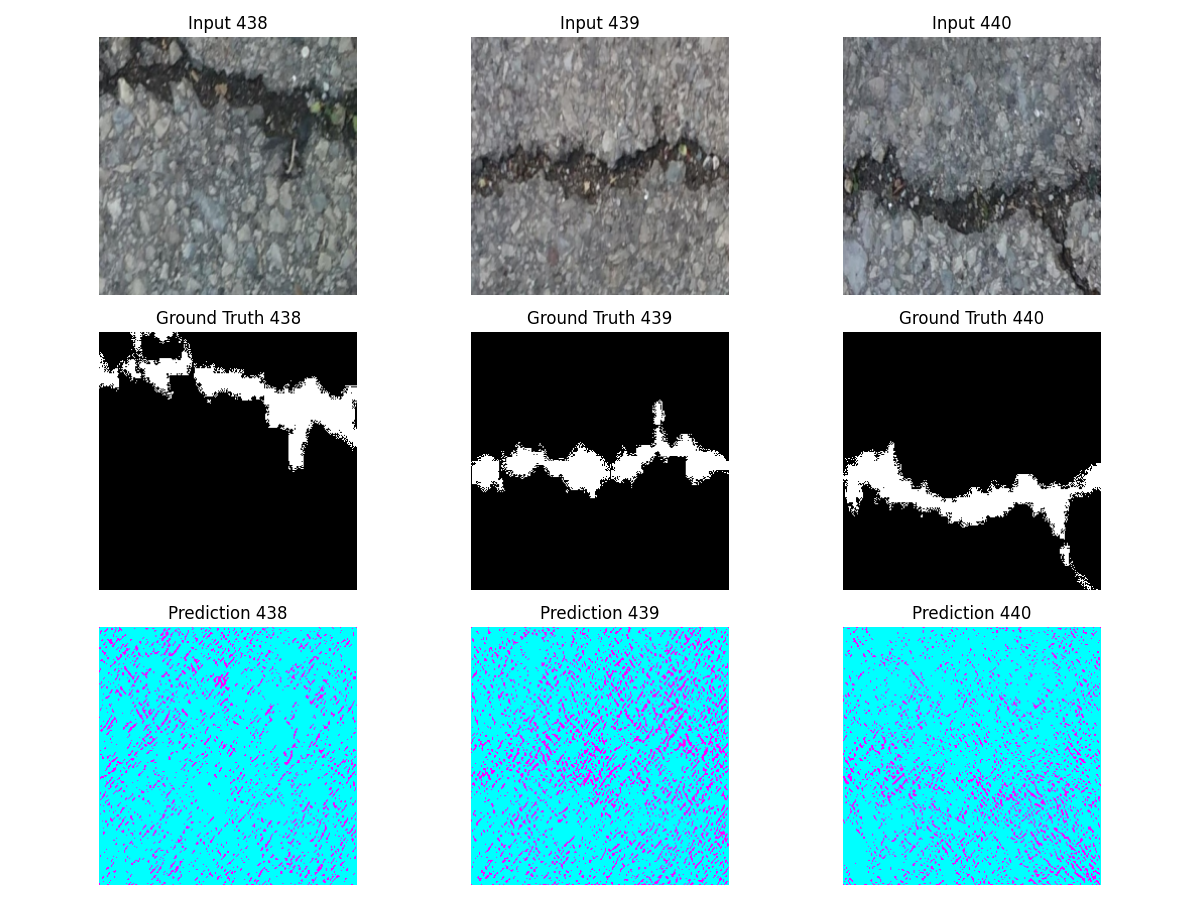 Input 438
Input 439
Input 440
Ground Truth 438
Ground Truth 439
Ground Truth 440
Prediction 438
Prediction 439
Prediction 440